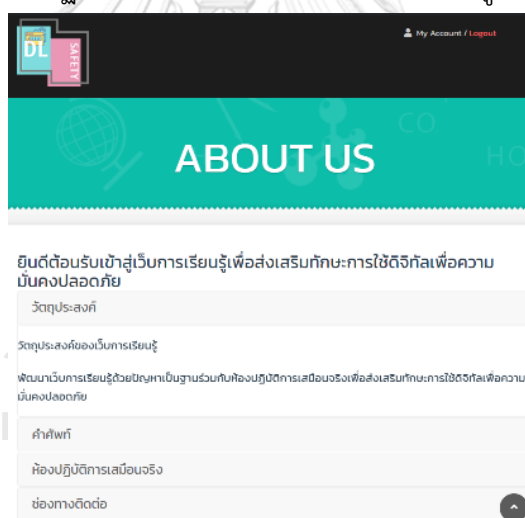 My Account / Logout
DL
SAFETY
CO
HO
ABOUT US
ยินดีต้อนรับเข้าสู่เว็บการเรียนรู้เพื่อส่งเสริมทักษะการใช้ดิจิทัลเพื่อความ
มั่นคงปลอดภัย
วัตถุประสงค์
วัตถุประสงค์ของเว็บการเรียนรู้
พัฒนาเว็บการเรียนรู้ด้วยปัญหาเป็นฐานร่วมกับห้องปฏิบัติการเสมือนจริงเพื่อส่งเสริมทักษะการใช้ดิจิทัลเพื่อความ
มั่นคงปลอดภัย
คำศัพท์
ห้องปฏิบัติการเสมือนจริง
ช่องทางติดต่อ